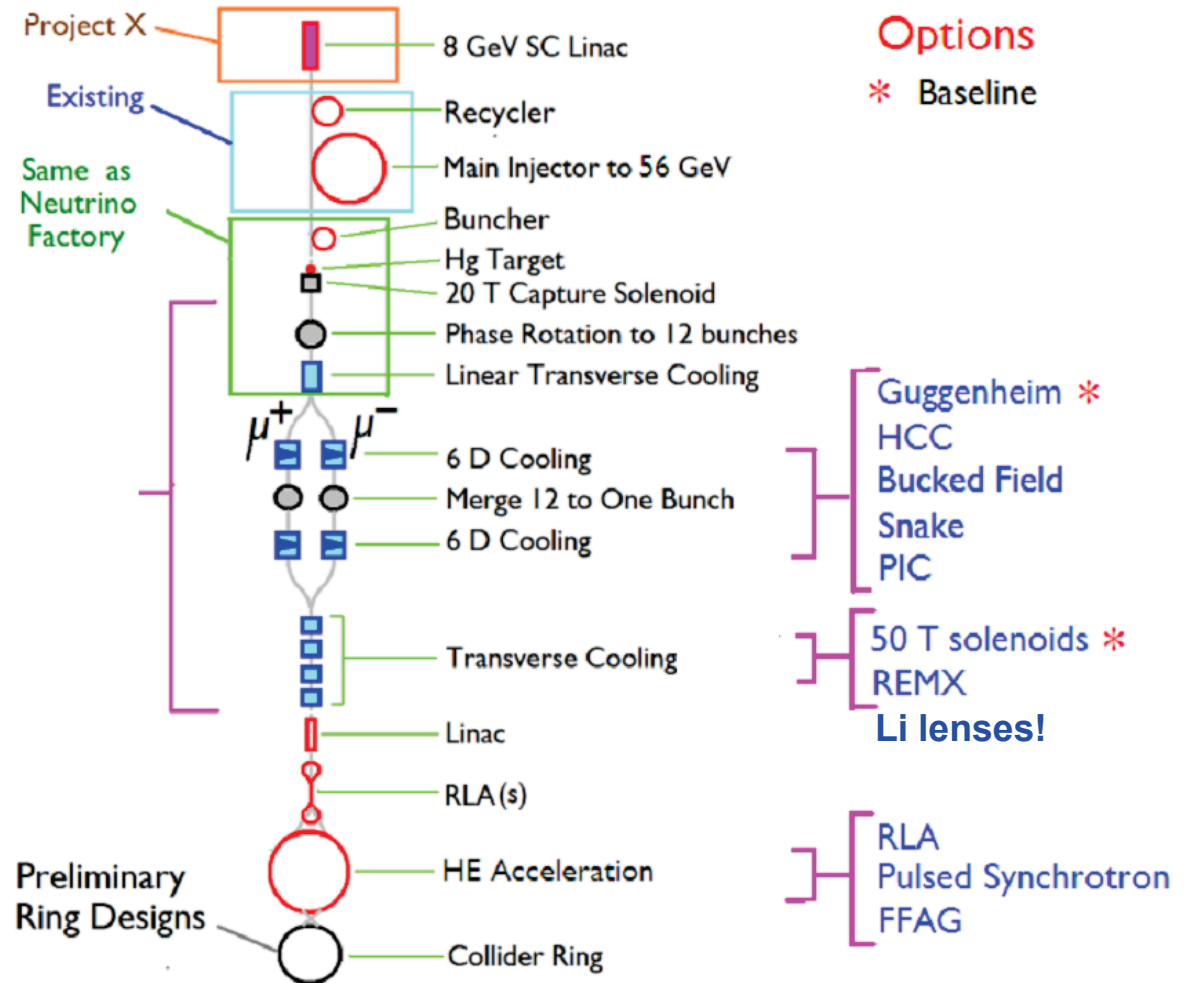 Project X
8 GeV SC Linac
Options
* Baseline
Existing
Recycler
Main Injector to 56 GeV
Same as
Neutrino
Factory
Buncher
Hg Target
20 T Capture Solenoid
Phase Rotation to 12 bunches
Linear Transverse Cooling
μ+
μ−
6 D Cooling
Merge 12 to One Bunch
6 D Cooling
Guggenheim *
HCC
Bucked Field
Snake
PIC
Transverse Cooling
50 T solenoids *
REMX
Li lenses!
Linac
RLA (s)
HE Acceleration
RLA
Pulsed Synchrotron
FFAG
Preliminary
Ring Designs
Collider Ring